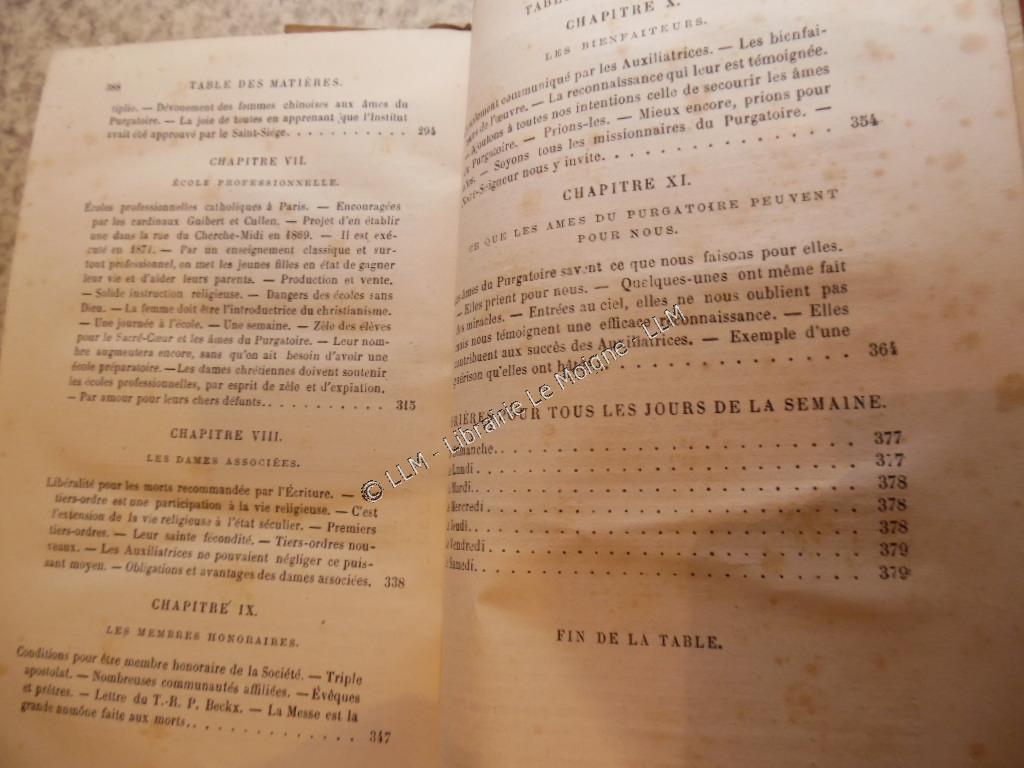 388 TABLE DES MATIÈRES.
tiplie. — Dévouement des femmes chinoises aux âmes du
Purgatoire. — La joie de toutes en apprenant que l'Institut
avait été approuvé par le Saint-Siége. . . . . . . . . . 294
CHAPITRE VII.
ÉCOLE PROFESSIONNELLE.
Écoles professionnelles catholiques à Paris. — Encouragées
par les cardinaux Guibert et Cullen. — Projet d'en établir
une dans la rue du Cherche-Midi en 1869. — Il est exé-
cuté en 1871. — Par un enseignement classique et sur-
tout professionnel, on met les jeunes filles en état de gagner
leur vie et d'aider leurs parents. — Production et vente.
— Solide instruction religieuse. — Dangers des écoles sans
Dieu. — La femme doit être l'introductrice du christianisme.
— Une journée à l'école. — Une semaine. — Zèle des élèves
pour le Sacré-Cœur et les âmes du Purgatoire. — Leur nom-
bre augmentera encore, sans qu'on ait besoin d'avoir une
école préparatoire. — Les dames chrétiennes doivent soutenir
les écoles professionnelles, par esprit de zèle et d'expiation.
— Par amour pour leurs chers défunts. . . . . . . . . . 315
CHAPITRE VIII.
LES DAMES ASSOCIÉES.
Libéralité pour les morts recommandée par l'Écriture. — Le
tiers-ordre est une participation à la vie religieuse. — C'est
l'extension de la vie religieuse à l'état séculier. — Premiers
tiers-ordres. — Leur sainte fécondité. — Tiers-ordres nou-
veaux. — Les Auxiliatrices ne pouvaient négliger ce puis-
sant moyen. — Obligations et avantages des dames associées. 338
CHAPITRE IX.
LES MEMBRES HONORAIRES.
Conditions pour être membre honoraire de la Société. — Triple
apostolat. — Nombreuses communautés affiliées. — Évêques
et prêtres. — Lettre du T.-R. P. Beckx. — La Messe est la
grande aumône faite aux morts. . . . . . . . . . 347
CHAPITRE X.
LES BIENFAITEURS.
communiqué par les Auxiliatrices. — Les bienfai-
de l'œuvre. — La reconnaissance qui leur est témoignée.
à toutes nos intentions celle de secourir les âmes
Purgatoire. — Prions-les. — Mieux encore, prions pour
— Soyons tous les missionnaires du Purgatoire. —
nous y invite. . . . . . . . . . 354
CHAPITRE XI.
CE QUE LES AMES DU PURGATOIRE PEUVENT
POUR NOUS.
âmes du Purgatoire savent ce que nous faisons pour elles.
— Elles prient pour nous. — Quelques-unes ont même fait
des miracles. — Entrées au ciel, elles ne nous oublient pas
nous témoignent une efficace reconnaissance. — Elles
contribuent aux succès des Auxiliatrices. — Exemple d'une
guérison qu'elles ont . . . . . . . . . . 364
PRIÈRES POUR TOUS LES JOURS DE LA SEMAINE.
. . . . . . . . . . 377
Lundi . . . . . . . . . . 377
Mardi. . . . . . . . . . 378
Mercredi . . . . . . . . . . 378
Jeudi. . . . . . . . . . 378
Vendredi . . . . . . . . . . 379
Samedi. . . . . . . . . . 379
FIN DE LA TABLE.
© LLM - Librairie Le Moigne - LLM